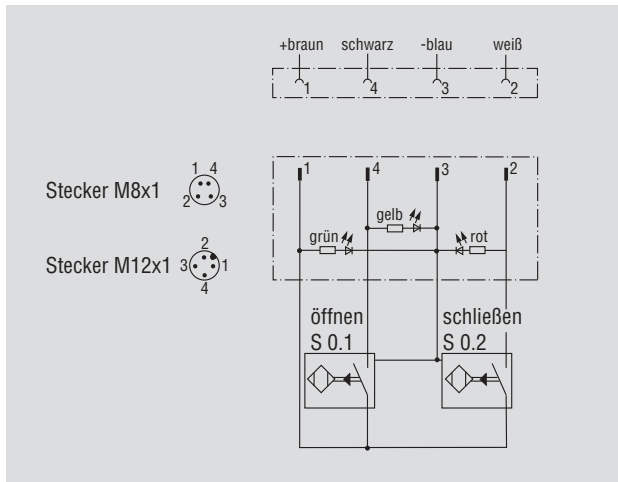 +braun schwarz -blau weiß
1 4 3 2
1 4 3 2
1 4
Stecker M8x1
2 3
gelb
grün rot
2
Stecker M12x1 3 1
4
öffnen schließen
S 0.1 S 0.2